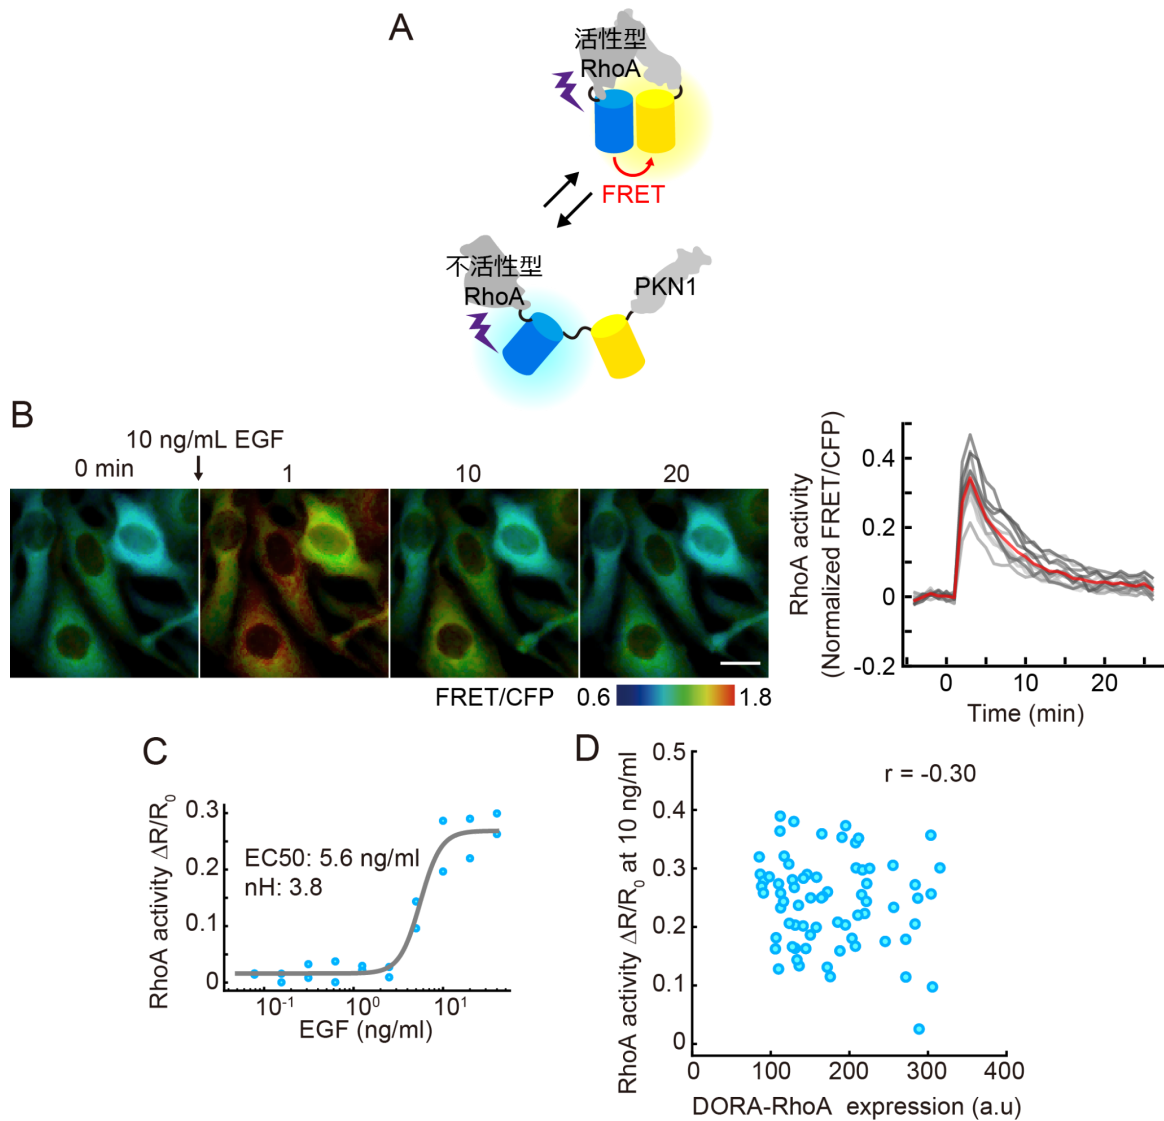 A
活性型
RhoA
FRET
不活性型
RhoA
PKN1
B
10 ng/mL EGF
0 min
1
10
20
FRET/CFP
0.6
1.8
RhoA activity
(Normalized FRET/CFP)
0.4
0.2
0
-0.2
0
10
20
Time (min)
C
RhoA activity ΔR/R₀
0.3
0.2
0.1
0
EC50: 5.6 ng/ml
nH: 3.8
10⁻¹
10⁰
10¹
EGF (ng/ml)
D
RhoA activity ΔR/R₀ at 10 ng/ml
0.5
0.4
0.3
0.2
0.1
0
r = -0.30
0
100
200
300
400
DORA-RhoA expression (a.u)